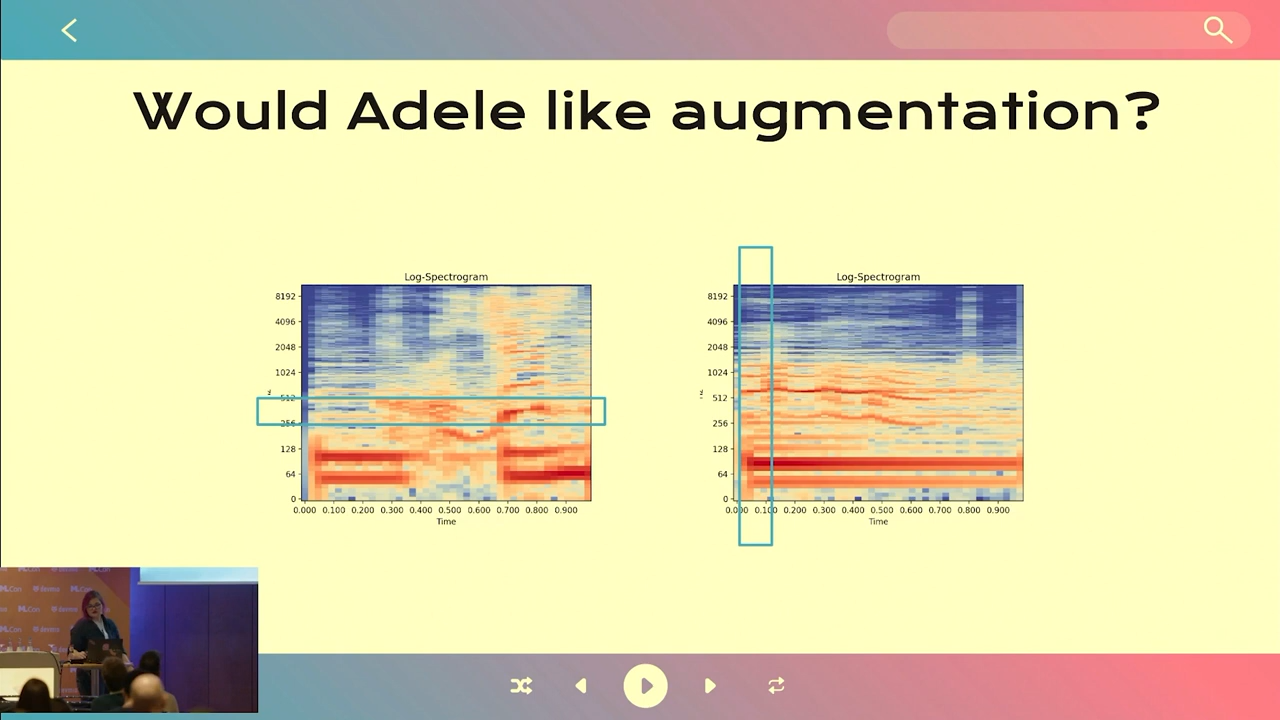 Would Adele like augmentation?
Log-Spectrogram
8192
4096
2048
1024
512
256
128
64
0
0.000 0.100 0.200 0.300 0.400 0.500 0.600 0.700 0.800 0.900
Time
Log-Spectrogram
8192
4096
2048
1024
512
256
128
64
0
0.000 0.100 0.200 0.300 0.400 0.500 0.600 0.700 0.800 0.900
Time
MLCon
MLCon